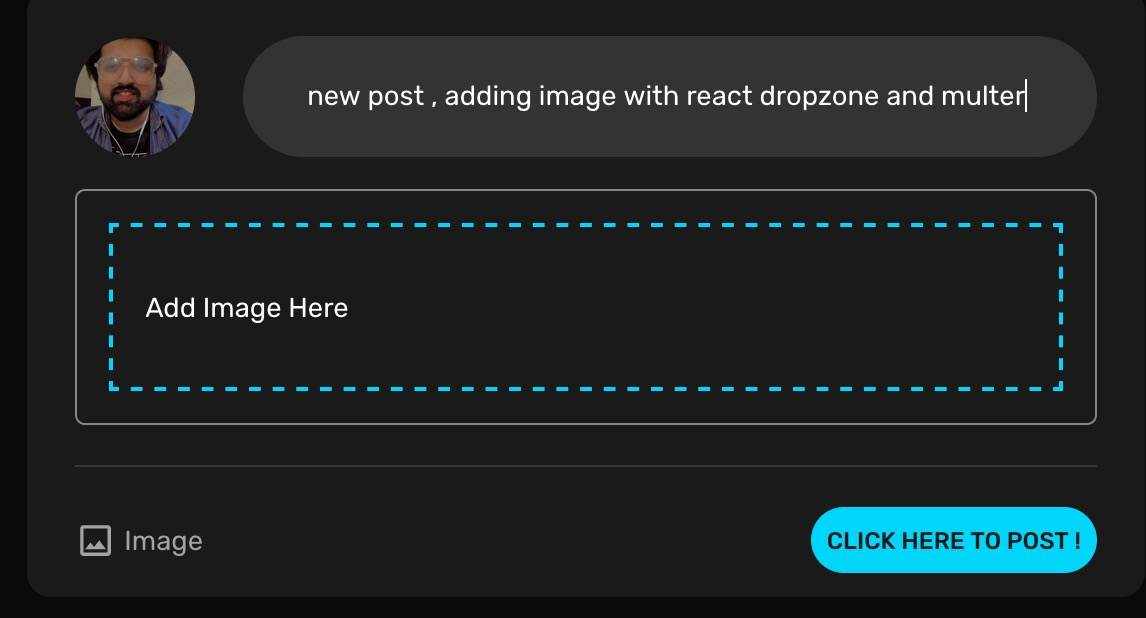 new post , adding image with react dropzone and multer
Add Image Here
Image
CLICK HERE TO POST !